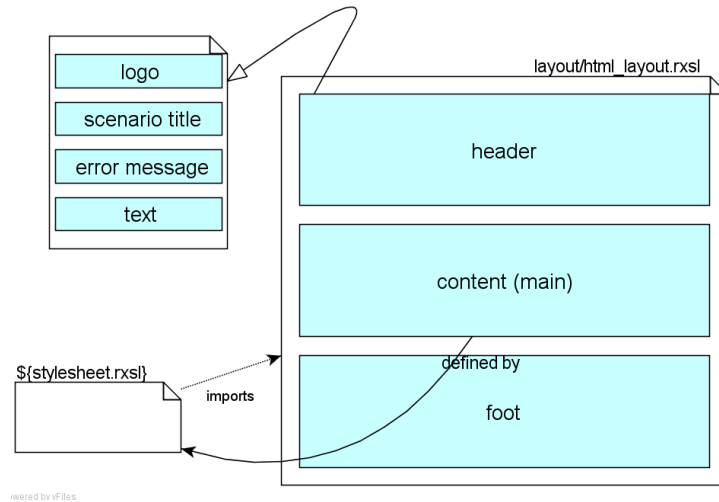 logo
scenario title
error message
text
layout/html_layout.rxsl
header
content (main)
defined by
foot
${stylesheet.rxsl}
imports
owered by yFiles